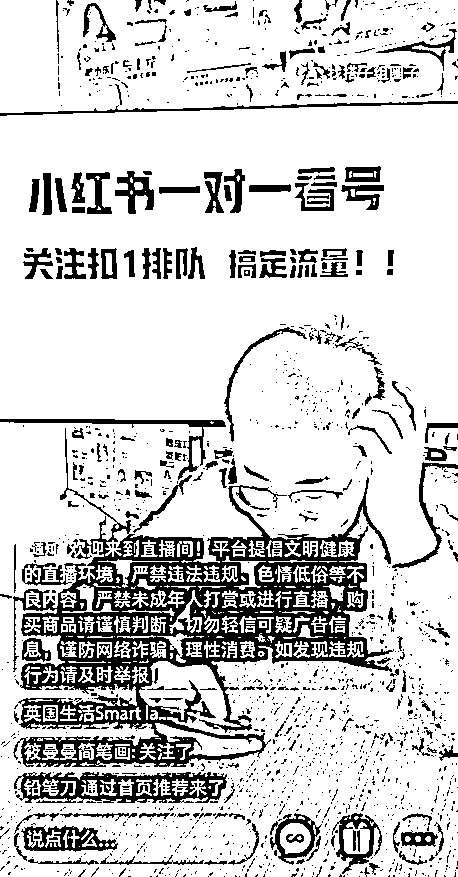 小红书一对一看号
关注扣1排队 搞定流量！！
通知 欢迎来到直播间！平台提倡文明健康
的直播环境，严禁违法违规、色情低俗等不
良内容，严禁未成年人打赏或进行直播，购
买商品请谨慎判断，切勿轻信可疑广告信
息，谨防网络诈骗，理性消费。如发现违规
行为请及时举报！
英国生活Smart la...
筱曼曼简笔画 关注了
铅笔刀 通过首页推荐来了
说点什么...